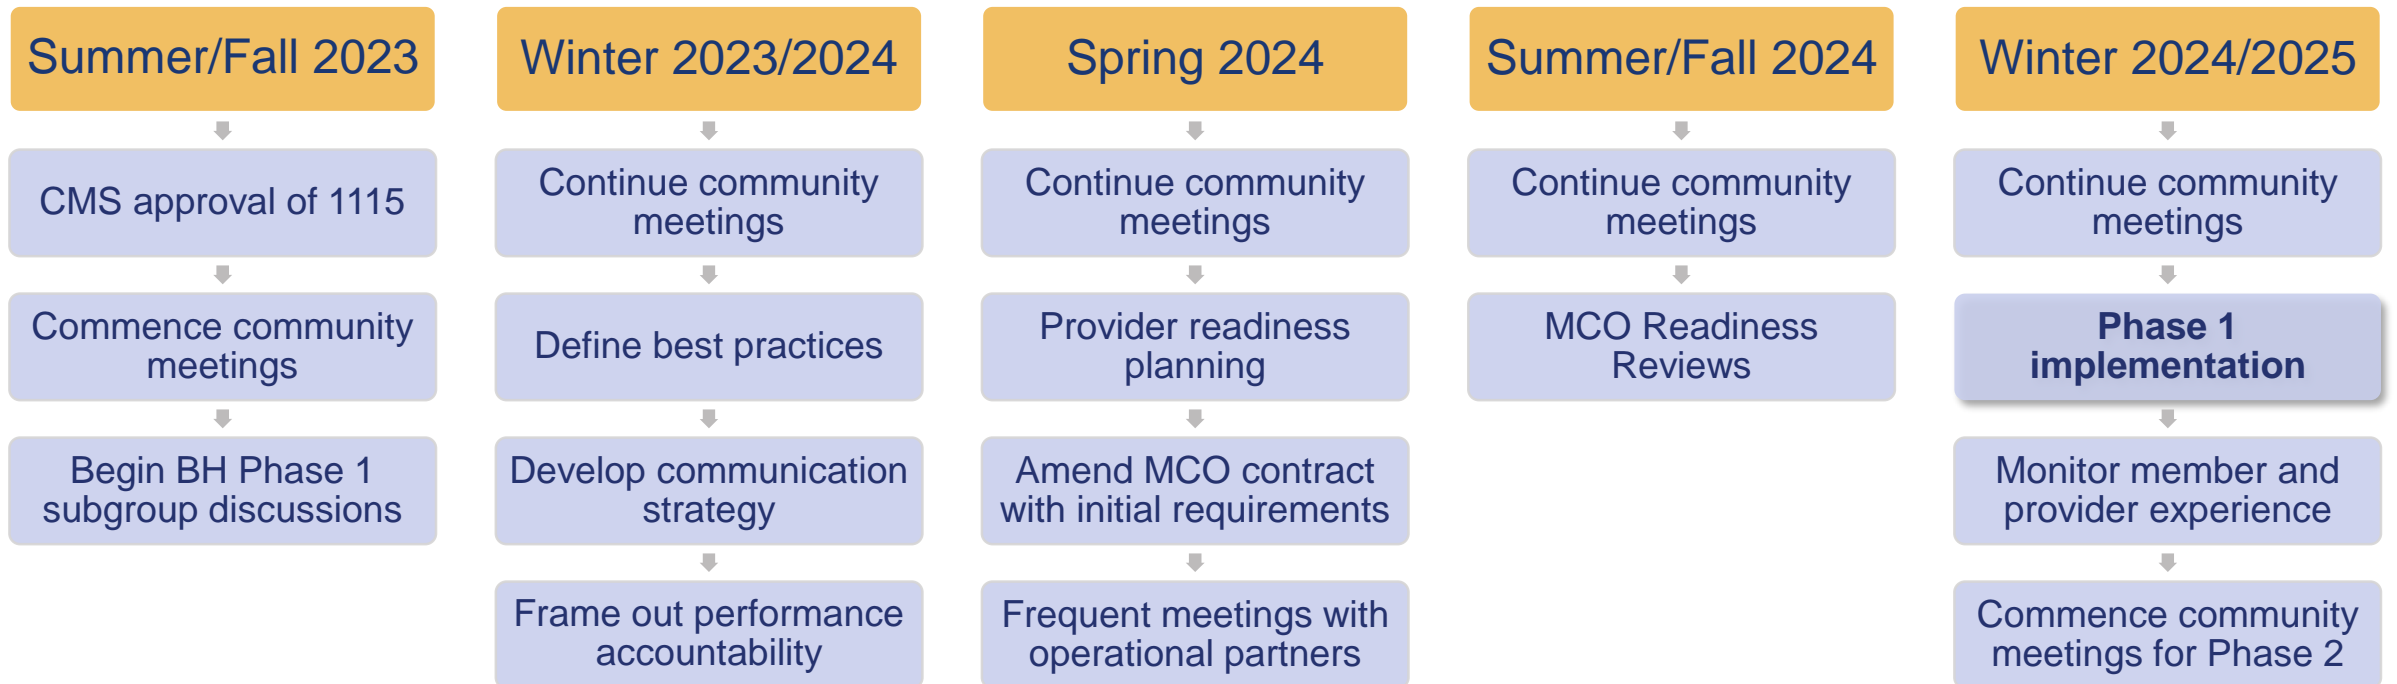 Summer/Fall 2023
CMS approval of 1115
Commence community
meetings
Begin BH Phase 1
subgroup discussions
Winter 2023/2024
Continue community
meetings
Define best practices
Develop communication
strategy
Frame out performance
accountability
Spring 2024
Continue community
meetings
Provider readiness
planning
Amend MCO contract
with initial requirements
Frequent meetings with
operational partners
Summer/Fall 2024
Continue community
meetings
MCO Readiness
Reviews
Winter 2024/2025
Continue community
meetings
Phase 1
implementation
Monitor member and
provider experience
Commence community
meetings for Phase 2